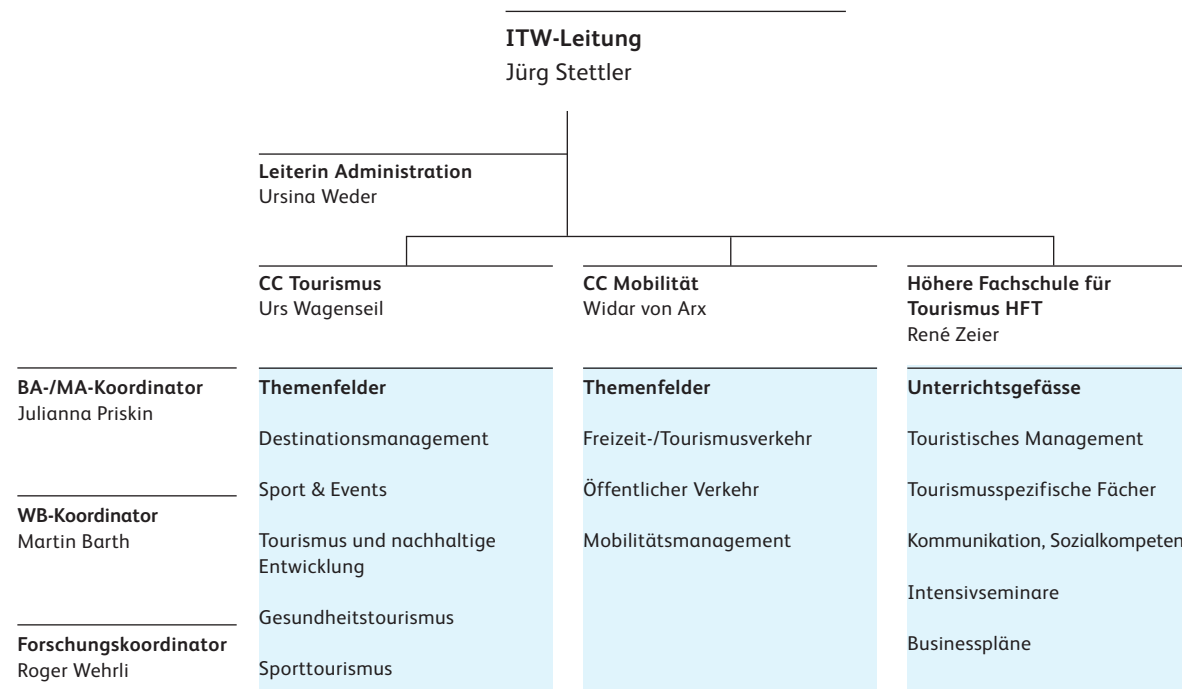 ITW-Leitung
Jürg Stettler
Leiterin Administration
Ursina Weder
CC Tourismus
Urs Wagenseil
CC Mobilität
Widar von Arx
Höhere Fachschule für
Tourismus HFT
René Zeier
BA-/MA-Koordinator
Julianna Priskin
WB-Koordinator
Martin Barth
Forschungskoordinator
Roger Wehrli
Themenfelder
Destinationsmanagement
Sport & Events
Tourismus und nachhaltige
Entwicklung
Gesundheitstourismus
Sporttourismus
Themenfelder
Freizeit-/Tourismusverkehr
Öffentlicher Verkehr
Mobilitätsmanagement
Unterrichtsgefässe
Touristisches Management
Tourismusspezifische Fächer
Kommunikation, Sozialkompeten
Intensivseminare
Businesspläne